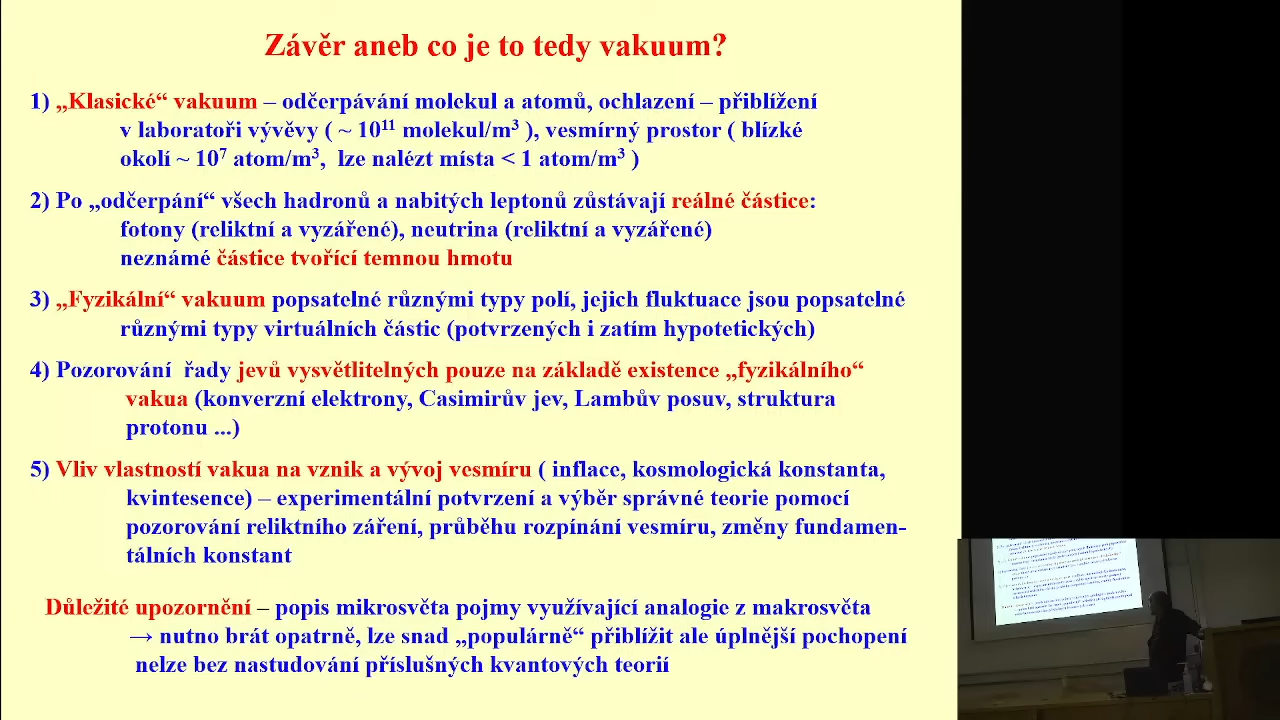 Závěr aneb co je to tedy vakuum?
1) „Klasické“ vakuum – odčerpávání molekul a atomů, ochlazení – přiblížení
v laboratoři vývěvy ( ~ 10¹¹ molekul/m³ ), vesmírný prostor ( blízké
okolí ~ 10⁷ atom/m³, lze nalézt místa < 1 atom/m³ )
2) Po „odčerpání“ všech hadronů a nabitých leptonů zůstávají reálné částice:
fotony (reliktní a vyzářené), neutrina (reliktní a vyzářené)
neznámé částice tvořící temnou hmotu
3) „Fyzikální“ vakuum popsatelné různými typy polí, jejich fluktuace jsou popsatelné
různými typy virtuálních částic (potvrzených i zatím hypotetických)
4) Pozorování řady jevů vysvětlitelných pouze na základě existence „fyzikálního“
vakua (konverzní elektrony, Casimirův jev, Lambův posuv, struktura
protonu ...)
5) Vliv vlastností vakua na vznik a vývoj vesmíru ( inflace, kosmologická konstanta,
kvintesence) – experimentální potvrzení a výběr správné teorie pomocí
pozorování reliktního záření, průběhu rozpínání vesmíru, změny fundamen-
tálních konstant
Důležité upozornění – popis mikrosvěta pojmy využívající analogie z makrosvěta
→ nutno brát opatrně, lze snad „populárně“ přiblížit ale úplnější pochopení
nelze bez nastudování příslušných kvantových teorií